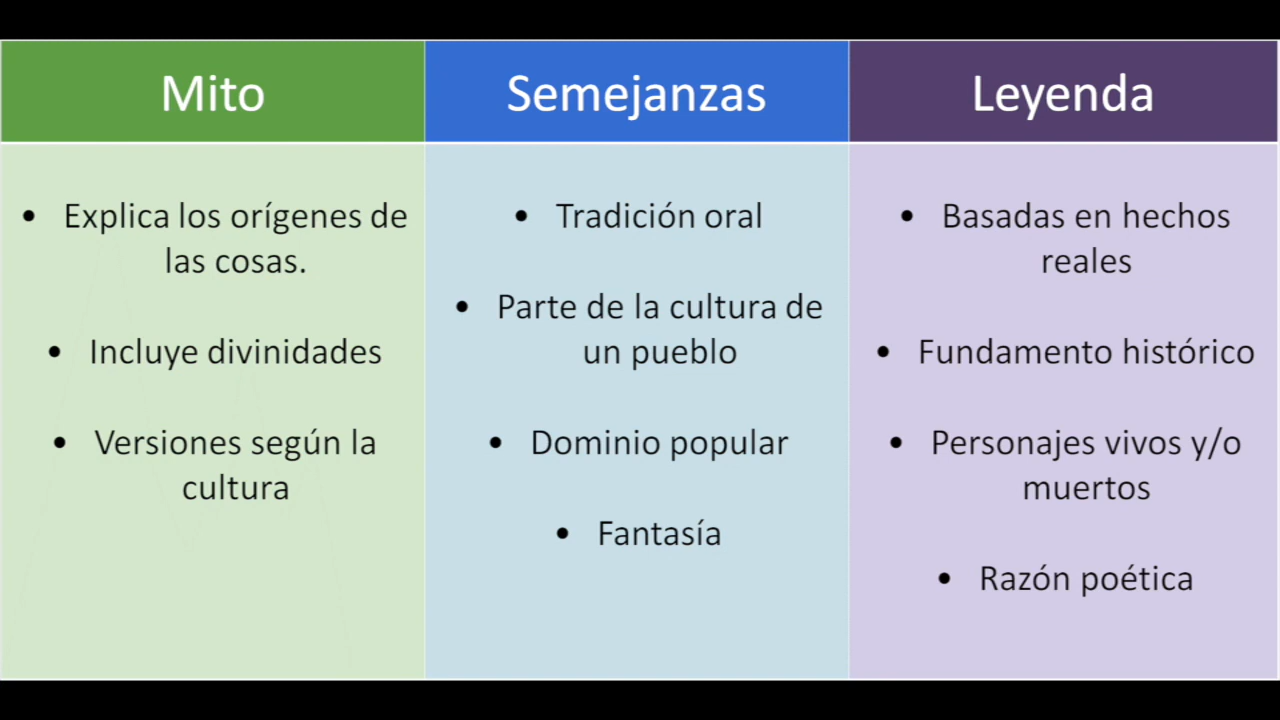 Mito
• Explica los orígenes de
las cosas.
• Incluye divinidades
• Versiones según la
cultura
Semejanzas
• Tradición oral
• Parte de la cultura de
un pueblo
• Dominio popular
• Fantasía
Leyenda
• Basadas en hechos
reales
• Fundamento histórico
• Personajes vivos y/o
muertos
• Razón poética